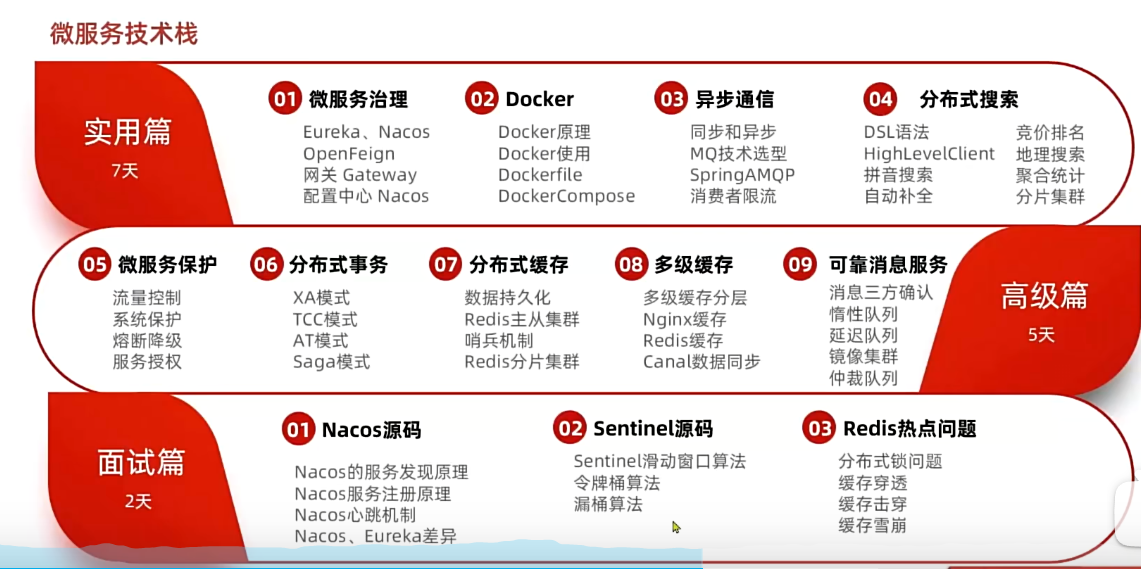 微服务技术栈
实用篇
7天
01 微服务治理
Eureka、Nacos
OpenFeign
网关 Gateway
配置中心 Nacos
02 Docker
Docker原理
Docker使用
Dockerfile
DockerCompose
03 异步通信
同步和异步
MQ技术选型
SpringAMQP
消费者限流
04 分布式搜索
DSL语法
HighLevelClient
拼音搜索
自动补全
竞价排名
地理搜索
聚合统计
分片集群
05 微服务保护
流量控制
系统保护
熔断降级
服务授权
06 分布式事务
XA模式
TCC模式
AT模式
Saga模式
07 分布式缓存
数据持久化
Redis主从集群
哨兵机制
Redis分片集群
08 多级缓存
多级缓存分层
Nginx缓存
Redis缓存
Canal数据同步
09 可靠消息服务
消息三方确认
惰性队列
延迟队列
镜像集群
仲裁队列
高级篇
5天
面试篇
2天
01 Nacos源码
Nacos的服务发现原理
Nacos服务注册原理
Nacos心跳机制
Nacos、Eureka差异
02 Sentinel源码
Sentinel滑动窗口算法
令牌桶算法
漏桶算法
03 Redis热点问题
分布式锁问题
缓存穿透
缓存击穿
缓存雪崩